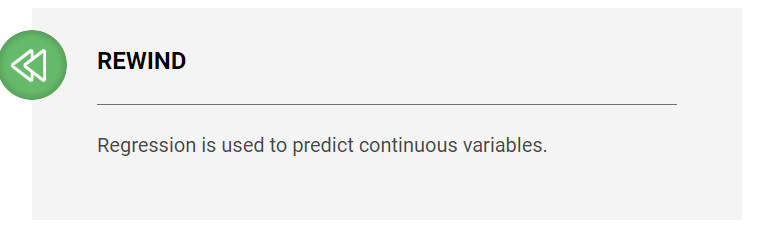 REWIND
Regression is used to predict continuous variables.